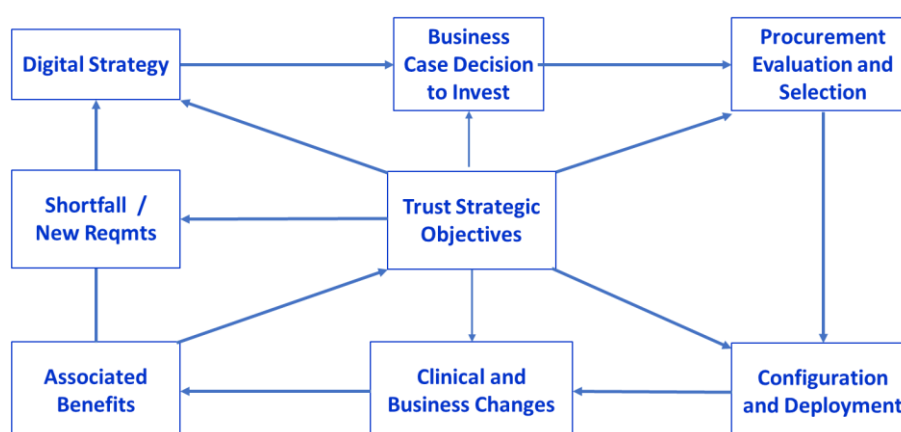 Digital Strategy
Business
Case Decision
to Invest
Procurement
Evaluation and
Selection
Shortfall /
New Reqmts
Trust Strategic
Objectives
Associated
Benefits
Clinical and
Business Changes
Configuration
and Deployment